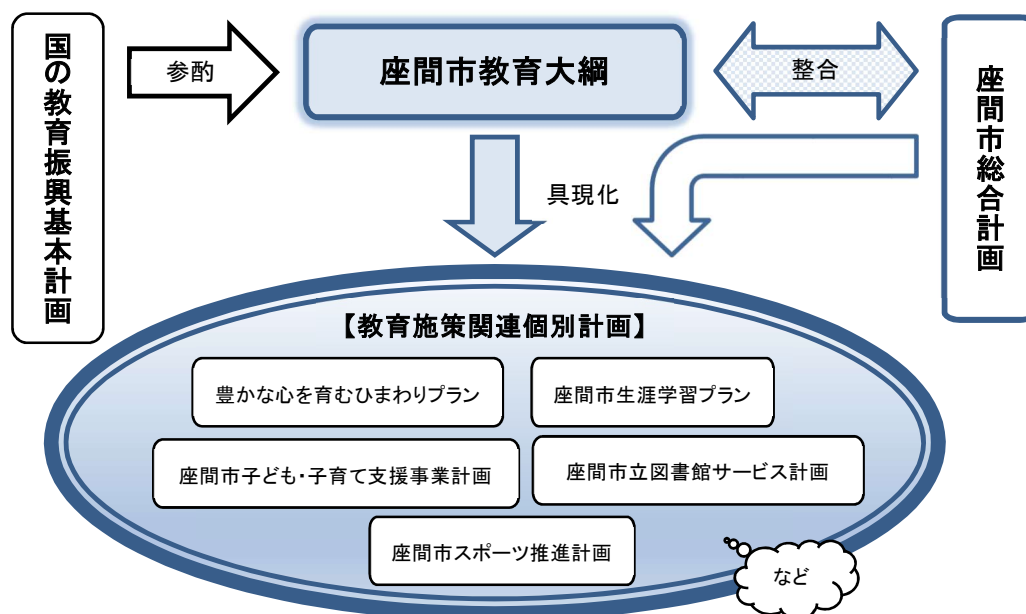 国の教育振興基本計画
参酌
座間市教育大綱
整合
座間市総合計画
具現化
【教育施策関連個別計画】
豊かな心を育むひまわりプラン
座間市生涯学習プラン
座間市子ども・子育て支援事業計画
座間市立図書館サービス計画
座間市スポーツ推進計画
など